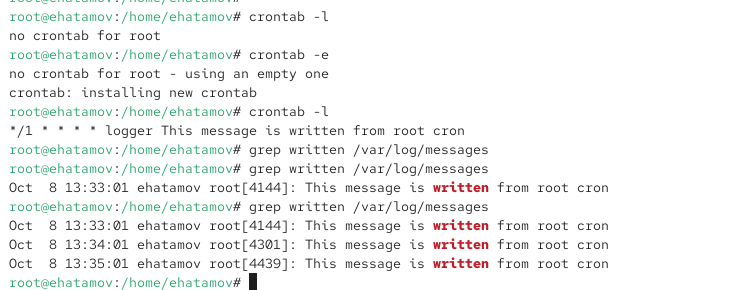 root@ehatamov:/home/ehatamov# crontab -l
no crontab for root
root@ehatamov:/home/ehatamov# crontab -e
no crontab for root - using an empty one
crontab: installing new crontab
root@ehatamov:/home/ehatamov# crontab -l
*/1 * * * * logger This message is written from root cron
root@ehatamov:/home/ehatamov# grep written /var/log/messages
root@ehatamov:/home/ehatamov# grep written /var/log/messages
Oct  8 13:33:01 ehatamov root[4144]: This message is written from root cron
root@ehatamov:/home/ehatamov# grep written /var/log/messages
Oct  8 13:33:01 ehatamov root[4144]: This message is written from root cron
Oct  8 13:34:01 ehatamov root[4301]: This message is written from root cron
Oct  8 13:35:01 ehatamov root[4439]: This message is written from root cron
root@ehatamov:/home/ehatamov#